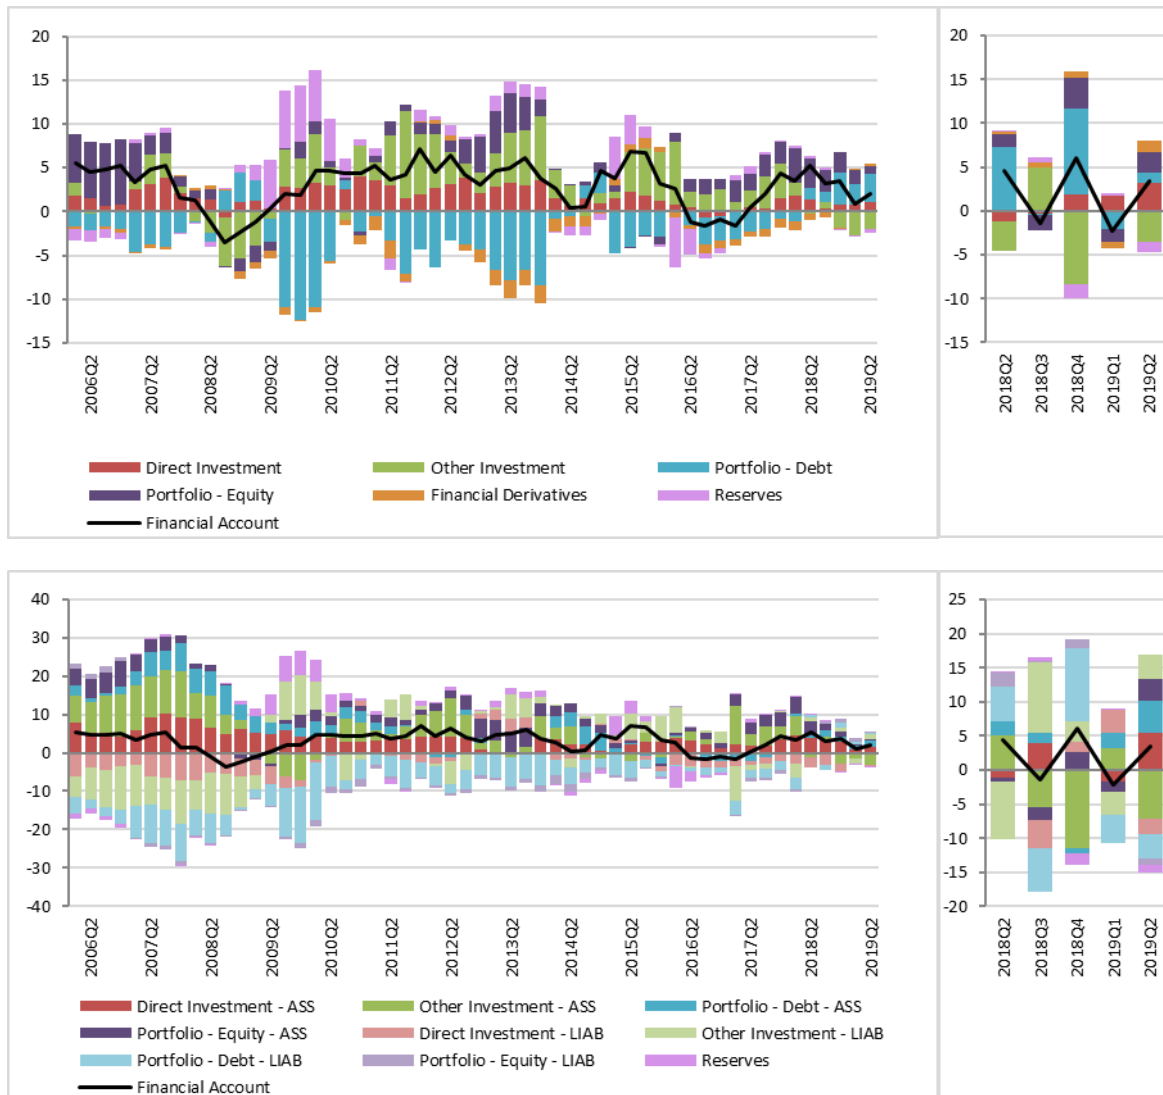 20
15
10
5
0
-5
-10
-15
2006Q2
2007Q2
2008Q2
2009Q2
2010Q2
2011Q2
2012Q2
2013Q2
2014Q2
2015Q2
2016Q2
2017Q2
2018Q2
2019Q2
Direct Investment Other Investment Portfolio - Debt
Portfolio - Equity Financial Derivatives Reserves
Financial Account
20
15
10
5
0
-5
-10
-15
2018Q2
2018Q3
2018Q4
2019Q1
2019Q2
40
30
20
10
0
-10
-20
-30
-40
2006Q2
2007Q2
2008Q2
2009Q2
2010Q2
2011Q2
2012Q2
2013Q2
2014Q2
2015Q2
2016Q2
2017Q2
2018Q2
2019Q2
Direct Investment - ASS Other Investment - ASS Portfolio - Debt - ASS
Portfolio - Equity - ASS Direct Investment - LIAB Other Investment - LIAB
Portfolio - Debt - LIAB Portfolio - Equity - LIAB Reserves
Financial Account
25
20
15
10
5
0
-5
-10
-15
-20
2018Q2
2018Q3
2018Q4
2019Q1
2019Q2